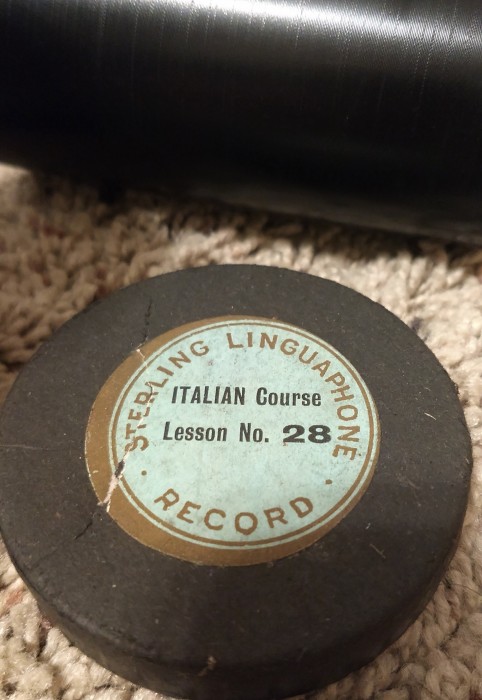 STERLING LINGUAPHONE
ITALIAN Course
Lesson No. 28
RECORD